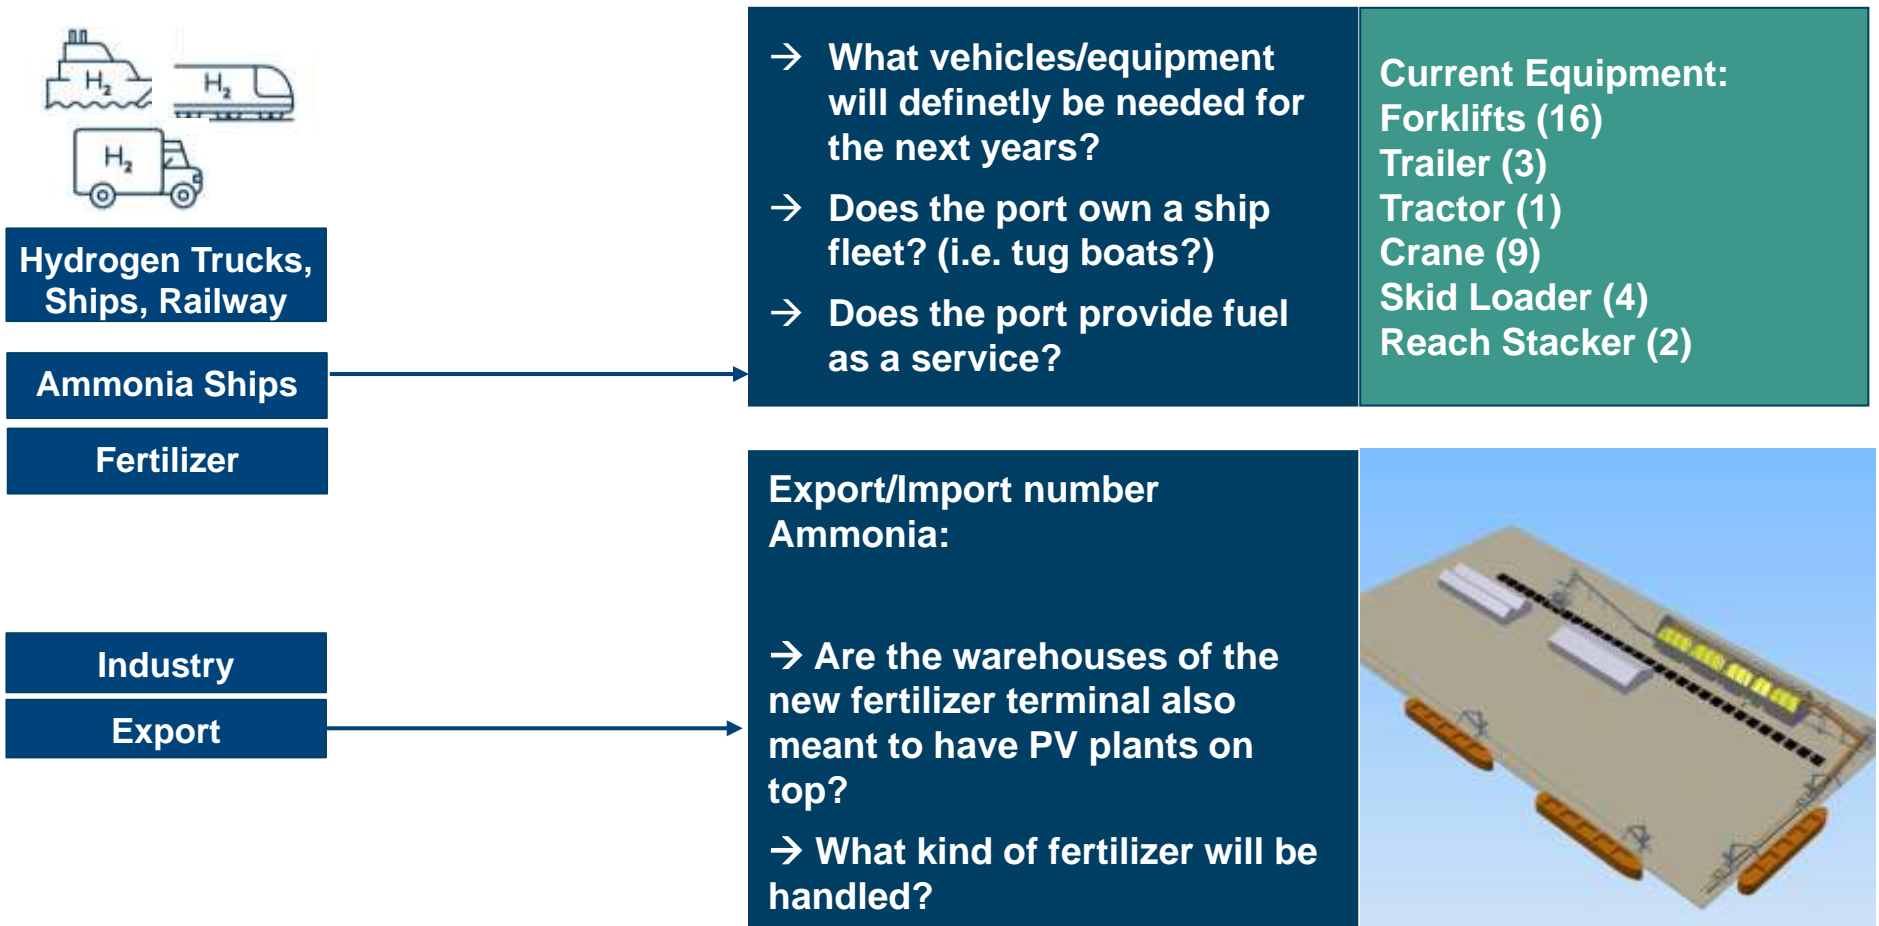 H2
H2
H2
Hydrogen Trucks,
Ships, Railway
Ammonia Ships
Fertilizer
Industry
Export
→ What vehicles/equipment
will definetly be needed for
the next years?
→ Does the port own a ship
fleet? (i.e. tug boats?)
→ Does the port provide fuel
as a service?
Current Equipment:
Forklifts (16)
Trailer (3)
Tractor (1)
Crane (9)
Skid Loader (4)
Reach Stacker (2)
Export/Import number
Ammonia:
→ Are the warehouses of the
new fertilizer terminal also
meant to have PV plants on
top?
→ What kind of fertilizer will be
handled?